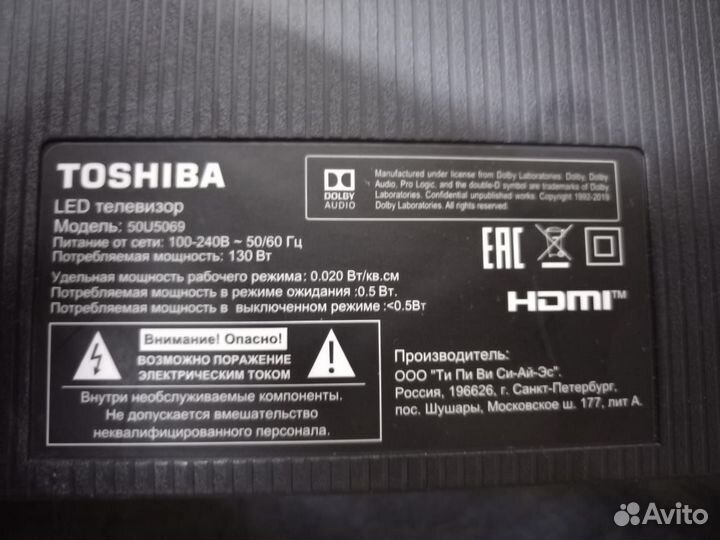 TOSHIBA
LED телевизор
Модель: 50U5069
Питание от сети: 100-240В ~ 50/60 Гц
Потребляемая мощность: 130 Вт
Удельная мощность рабочего режима: 0.020 Вт/кв.см
Потребляемая мощность в режиме ожидания :0.5 Вт.
Потребляемая мощность в выключенном режиме :<0.5Вт
DOLBY
AUDIO
Manufactured under license from Dolby Laboratories. Dolby, Dolby
Audio, Pro Logic, and the double-D symbol are trademarks of Dolby
Laboratories. Confidential unpublished works. Copyright 1992-2019
Dolby Laboratories. All rights reserved.
EAC
HDMI™
Внимание! Опасно!
ВОЗМОЖНО ПОРАЖЕНИЕ
ЭЛЕКТРИЧЕСКИМ ТОКОМ
Внутри необслуживаемые компоненты.
Не допускается вмешательство
неквалифицированного персонала.
Производитель:
ООО "Ти Пи Ви Си-Ай-Эс".
Россия, 196626, г. Санкт-Петербург.
пос. Шушары, Московское ш. 177, лит А.
Avito